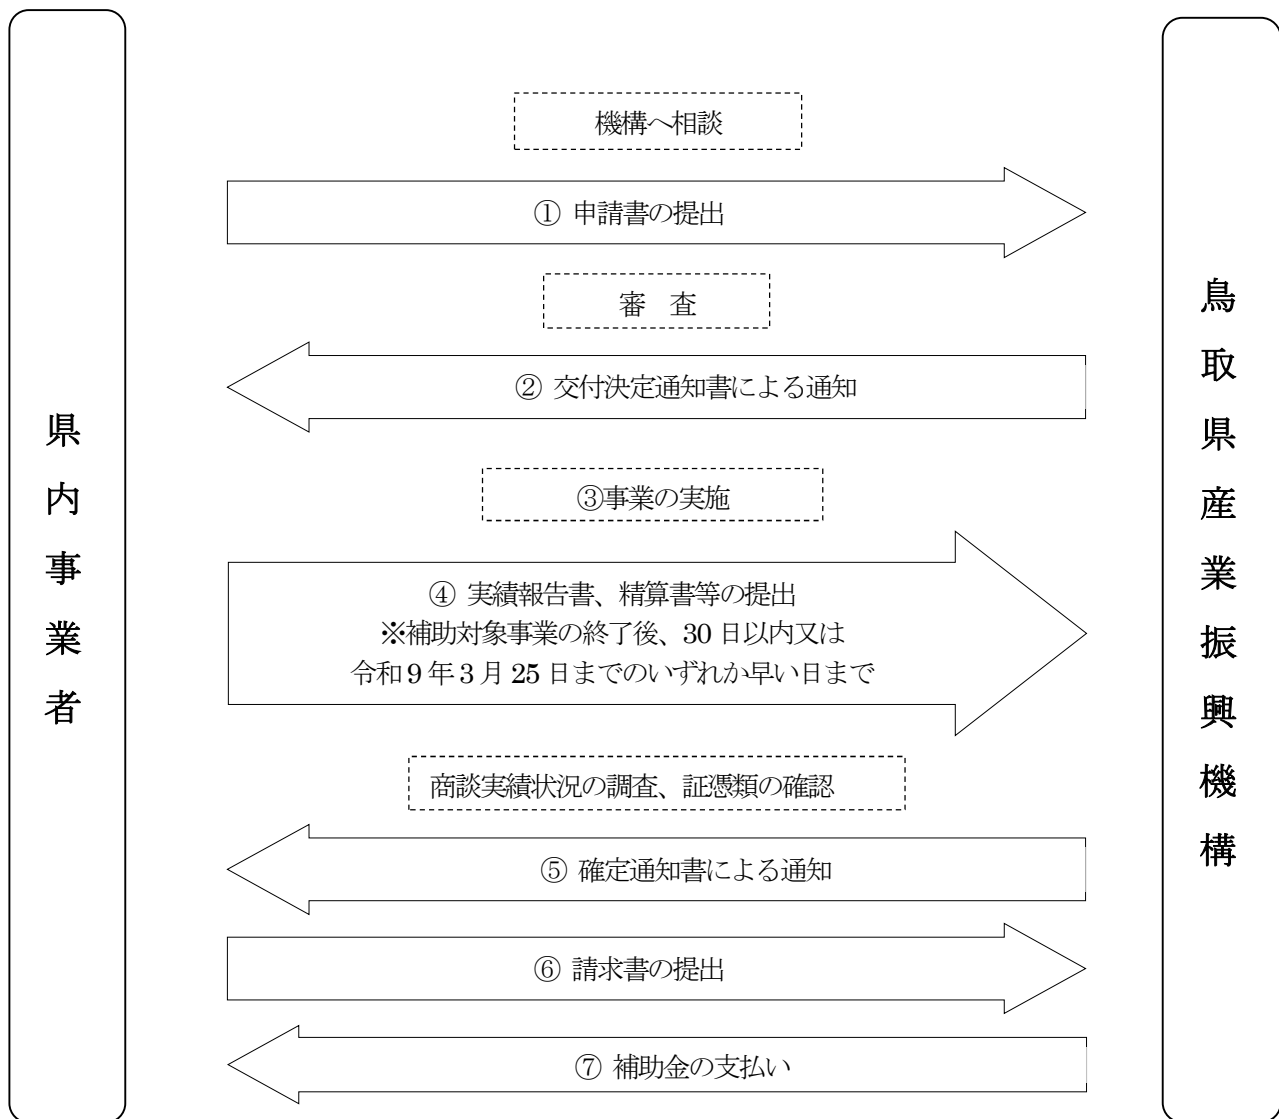 県内事業者
機構へ相談
① 申請書の提出
審　査
② 交付決定通知書による通知
③事業の実施
④ 実績報告書、精算書等の提出
※補助対象事業の終了後、30 日以内又は
令和9年3月25日までのいずれか早い日まで
商談実績状況の調査、証憑類の確認
⑤ 確定通知書による通知
⑥ 請求書の提出
⑦ 補助金の支払い
鳥取県産業振興機構